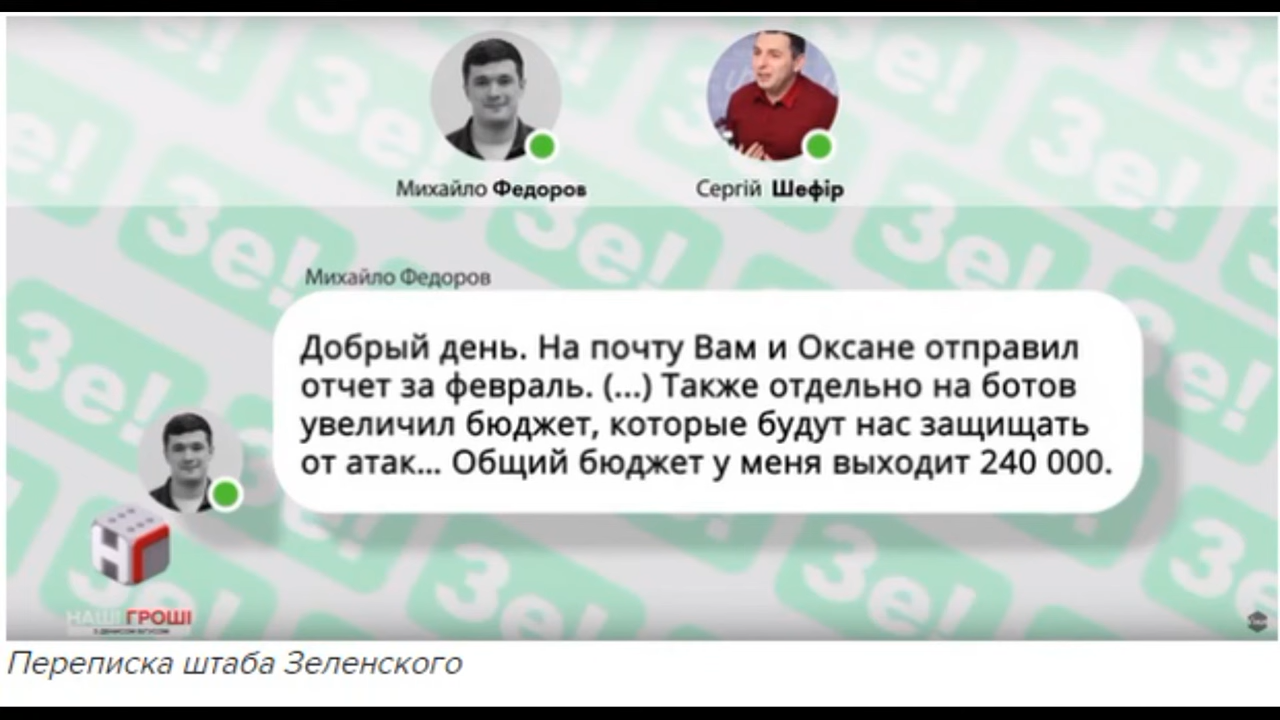 Михайло Федоров
Сергій Шефір
Михайло Федоров
Добрый день. На почту Вам и Оксане отправил
отчет за февраль. (...) Также отдельно на ботов
увеличил бюджет, которые будут нас защищать
от атак... Общий бюджет у меня выходит 240 000.
НАШІ ГРОШІ
Зе!
Переписка штаба Зеленского